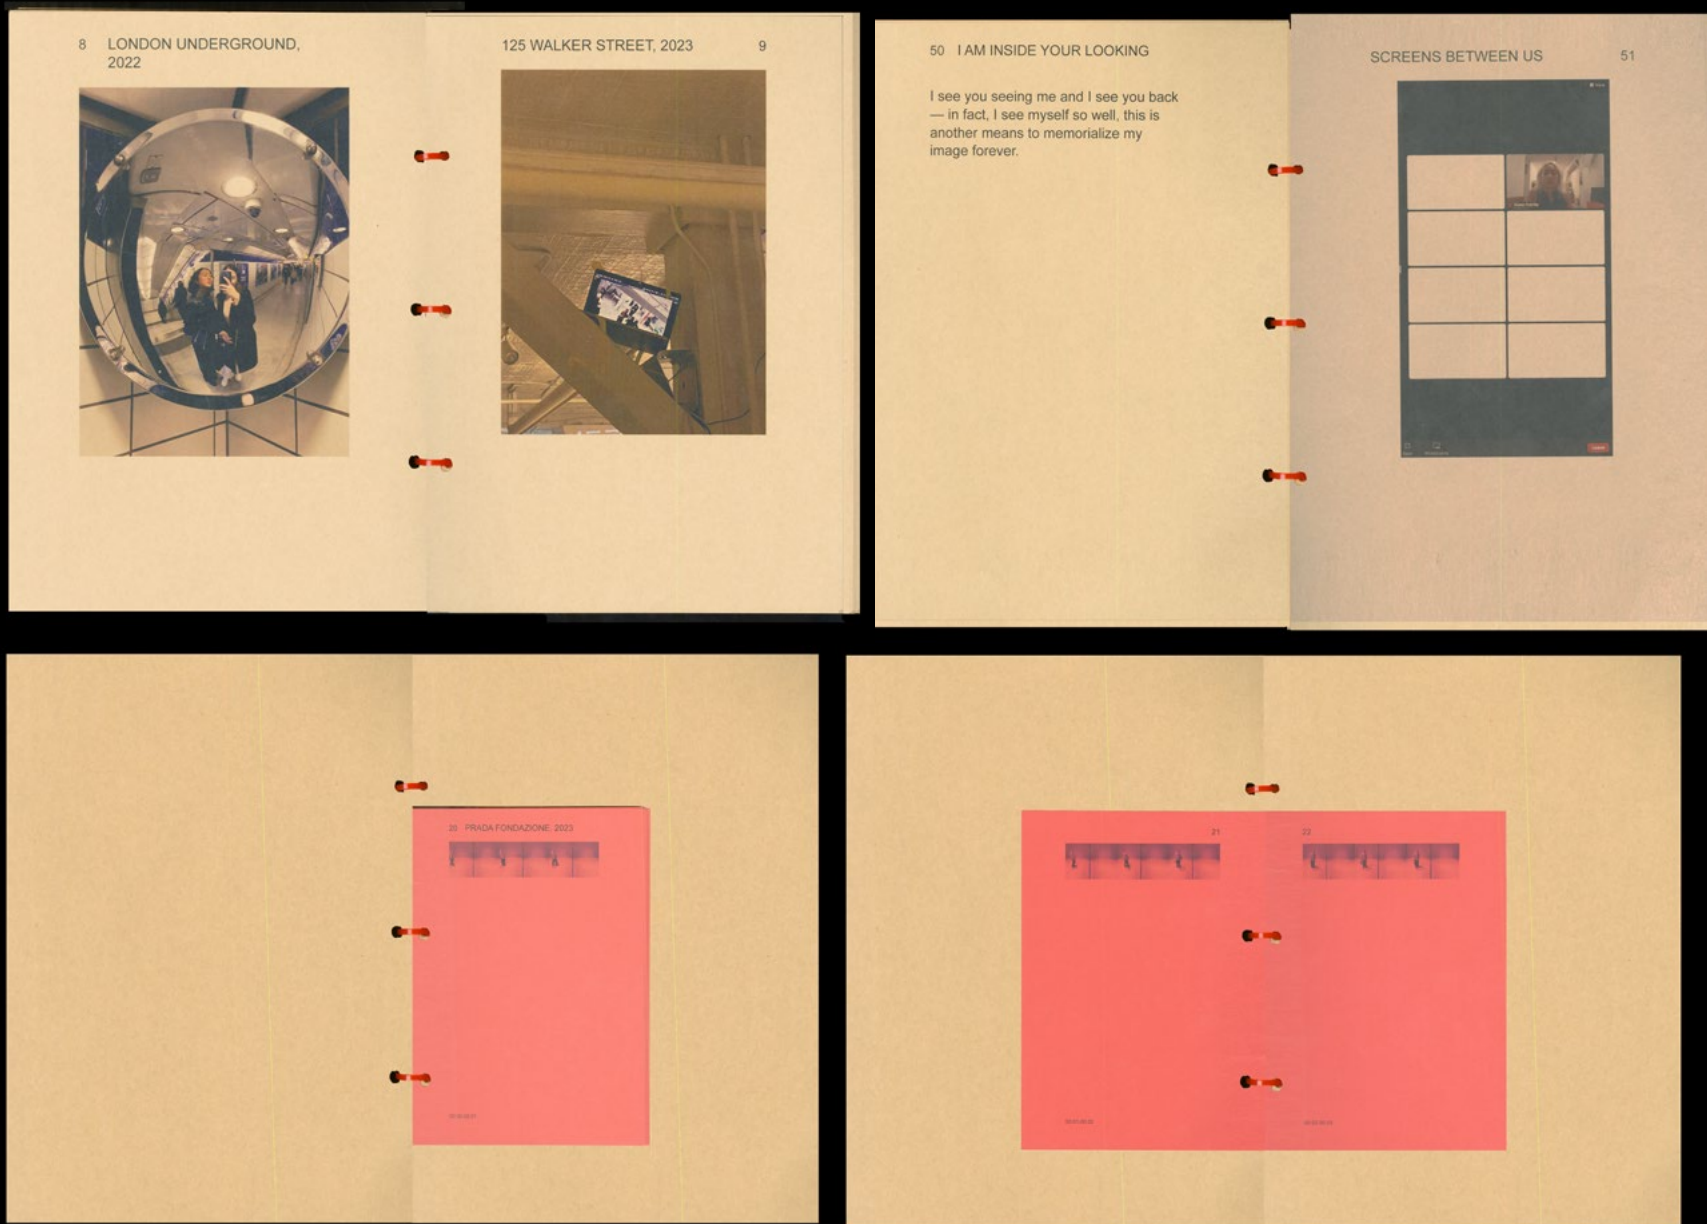 8 LONDON UNDERGROUND,
2022
125 WALKER STREET, 2023 9
50 I AM INSIDE YOUR LOOKING
I see you seeing me and I see you back
— in fact, I see myself so well, this is
another means to memorialize my
image forever.
SCREENS BETWEEN US 51
20 PRADA FONDAZIONE, 2023
21
22